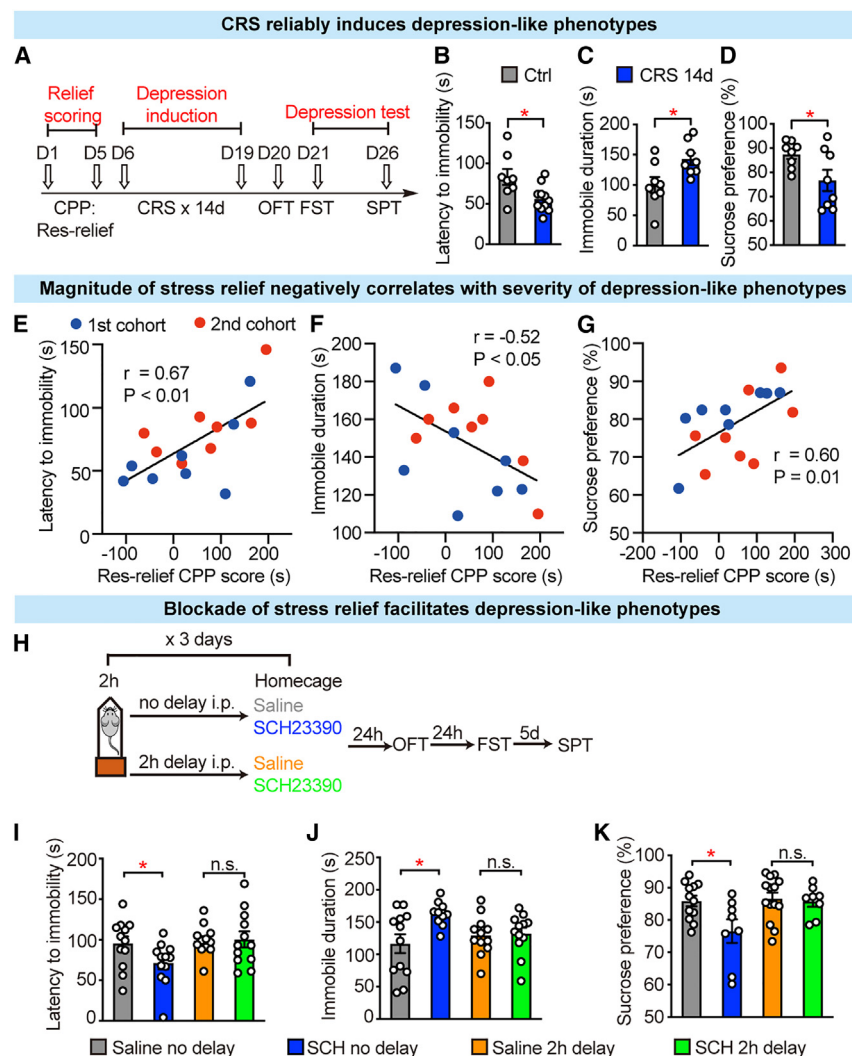 CRS reliably induces depression-like phenotypes
A
Relief scoring
Depression induction
Depression test
D1 D5 D6 D19 D20 D21 D26
CPP: Res-relief
CRS x 14d
OFT FST SPT
Ctrl
CRS 14d
B
Latency to immobility (s)
150
100
50
0
*
C
Immobile duration (s)
200
150
100
50
0
*
D
Sucrose preference (%)
100
90
80
70
60
50
*
Magnitude of stress relief negatively correlates with severity of depression-like phenotypes
1st cohort
2nd cohort
E
Latency to immobility (s)
150
100
50
0
r = 0.67
P < 0.01
-100 0 100 200
Res-relief CPP score (s)
F
Immobile duration (s)
200
180
160
140
120
100
r = -0.52
P < 0.05
-100 0 100 200
Res-relief CPP score (s)
G
Sucrose preference (%)
100
90
80
70
60
50
r = 0.60
P = 0.01
-200 -100 0 100 200 300
Res-relief CPP score (s)
Blockade of stress relief facilitates depression-like phenotypes
H
x 3 days
2h
Homecage
no delay i.p.
Saline
SCH23390
2h delay i.p.
Saline
SCH23390
24h
OFT
24h
FST
5d
SPT
I
Latency to immobility (s)
200
150
100
50
0
*
n.s.
J
Immobile duration (s)
250
200
150
100
50
0
*
n.s.
K
Sucrose preference (%)
100
90
80
70
60
50
*
n.s.
Saline no delay
SCH no delay
Saline 2h delay
SCH 2h delay